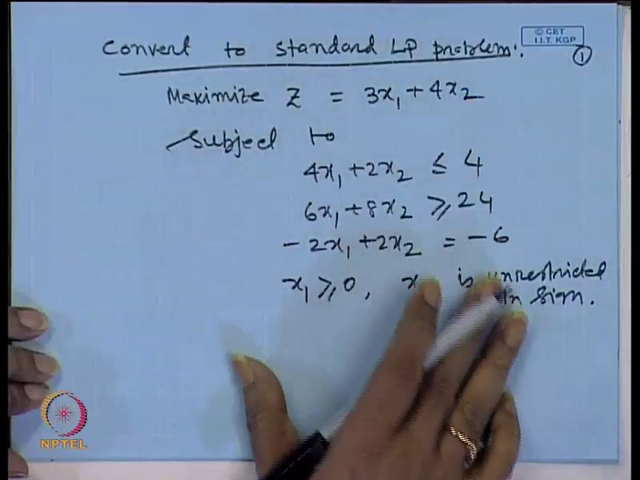 Convert to standard LP problem:
© CET
I.I.T. KGP
1
Maximize Z = 3x₁ + 4x₂
Subject to
4x₁ + 2x₂ ≤ 4
6x₁ + 8x₂ ≥ 24
- 2x₁ + 2x₂ = - 6
x₁ ≥ 0, x is unrestricted
in sign.
NPTEL